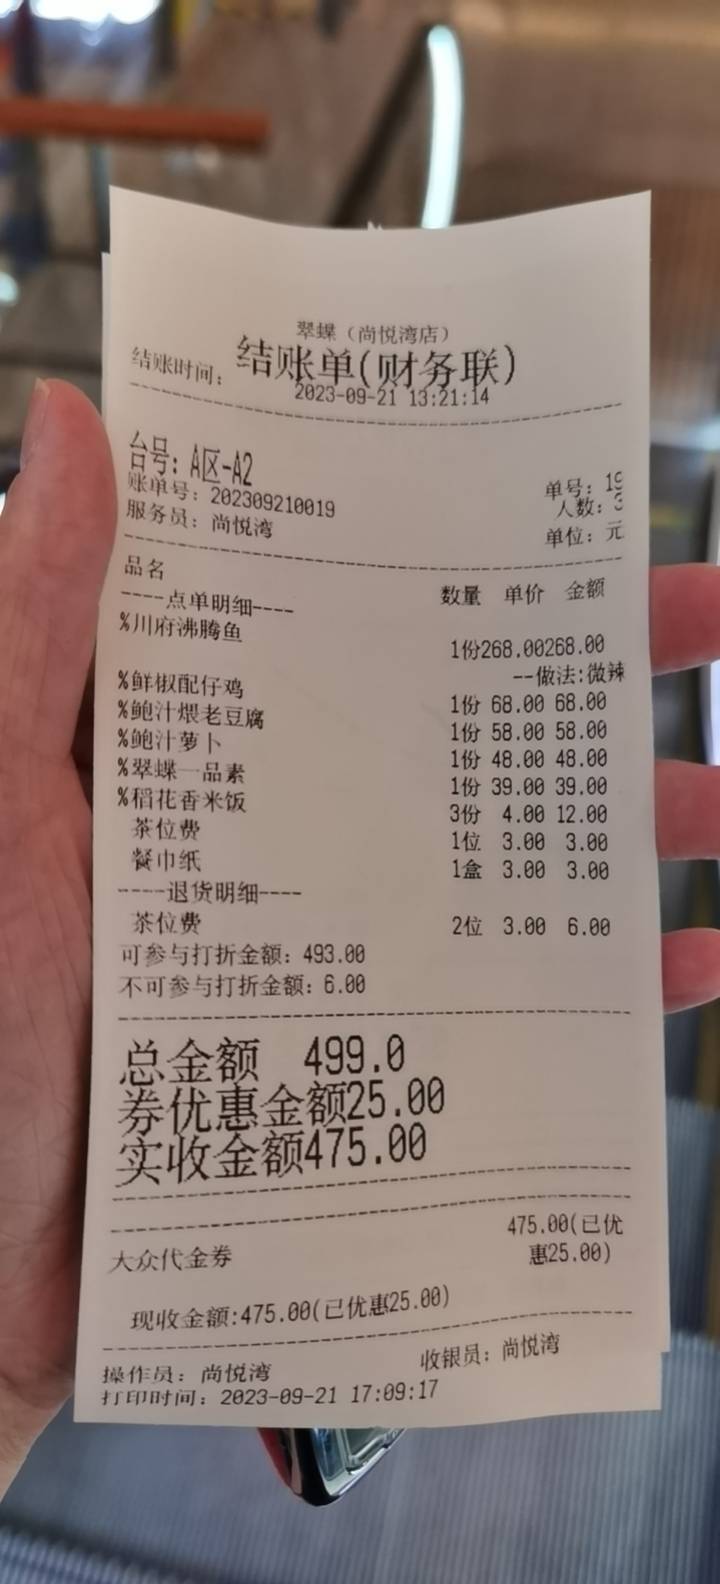 翠蝶（尚悦湾店）
结账单(财务联)
结账时间： 2023-09-21 13:21:14
台号：A区-A2
账单号：202309210019 单号：19
服务员：尚悦湾 人数：3
单位：元
品名 数量 单价 金额
----点单明细----
%川府沸腾鱼 1份268.00268.00
--做法:微辣
%鲜椒配仔鸡 1份 68.00 68.00
%鲍汁煨老豆腐 1份 58.00 58.00
%鲍汁萝卜 1份 48.00 48.00
%翠蝶一品素 1份 39.00 39.00
%稻花香米饭 3份 4.00 12.00
茶位费 1位 3.00 3.00
餐巾纸 1盒 3.00 3.00
-----退货明细----
茶位费 2位 3.00 6.00
可参与打折金额：493.00
不可参与打折金额：6.00
总金额 499.0
券优惠金额25.00
实收金额475.00
大众代金券 475.00(已优
惠25.00)
现收金额:475.00(已优惠25.00)
操作员：尚悦湾 收银员：尚悦湾
打印时间：2023-09-21 17:09:17